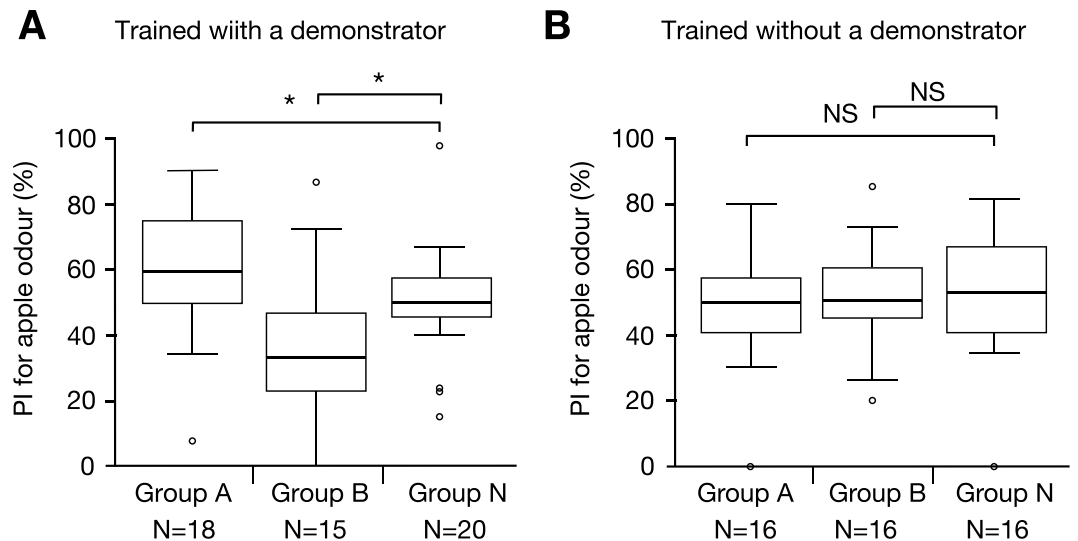 A
Trained wiith a demonstrator
*
*
PI for apple odour (%)
100
80
60
40
20
0
Group A
Group B
Group N
N=18
N=15
N=20
B
Trained without a demonstrator
NS
NS
PI for apple odour (%)
100
80
60
40
20
0
Group A
Group B
Group N
N=16
N=16
N=16